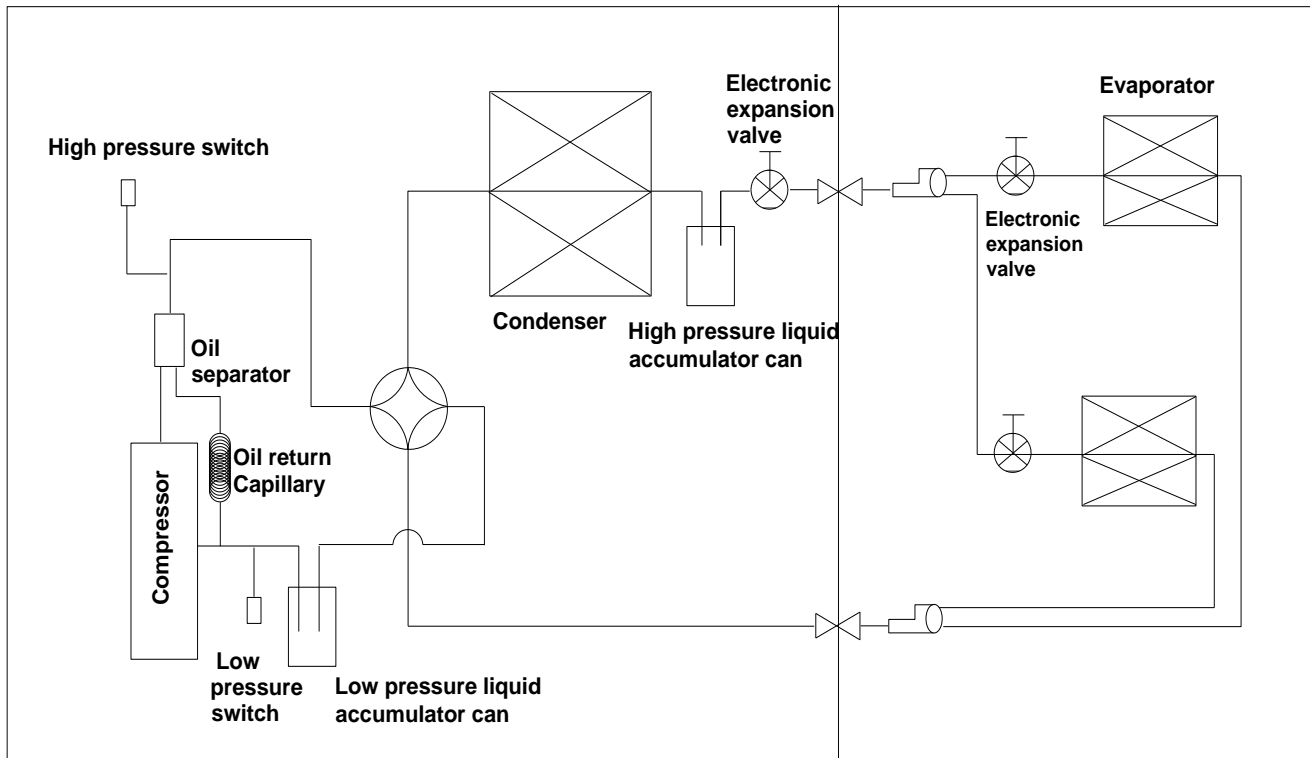 Electronic
expansion
valve
Evaporator
High pressure switch
Electronic
expansion
valve
Condenser
High pressure liquid
accumulator can
Oil
separator
Oil return
Capillary
Compressor
Low
pressure
switch
Low pressure liquid
accumulator can